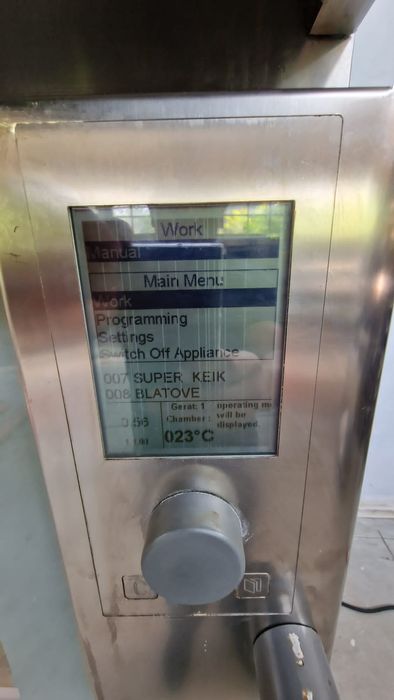 Work
Manual
Main Menu
Work
Programming
Settings
Switch Off Appliance
007 SUPER KEIK
008 BLATOVE
Gerät: 1 operating m
Chamber: will be
displayed.
023°C